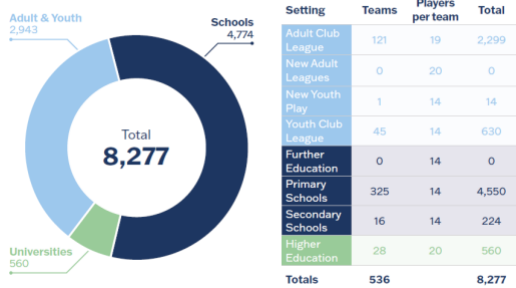 Adult & Youth
2,943
Schools
4,774
Total
8,277
Universities
560
Setting Teams Players per team Total
Adult Club League 121 19 2,299
New Adult Leagues 0 20 0
New Youth Play 1 14 14
Youth Club League 45 14 630
Further Education 0 14 0
Primary Schools 325 14 4,550
Secondary Schools 16 14 224
Higher Education 28 20 560
Totals 536 8,277